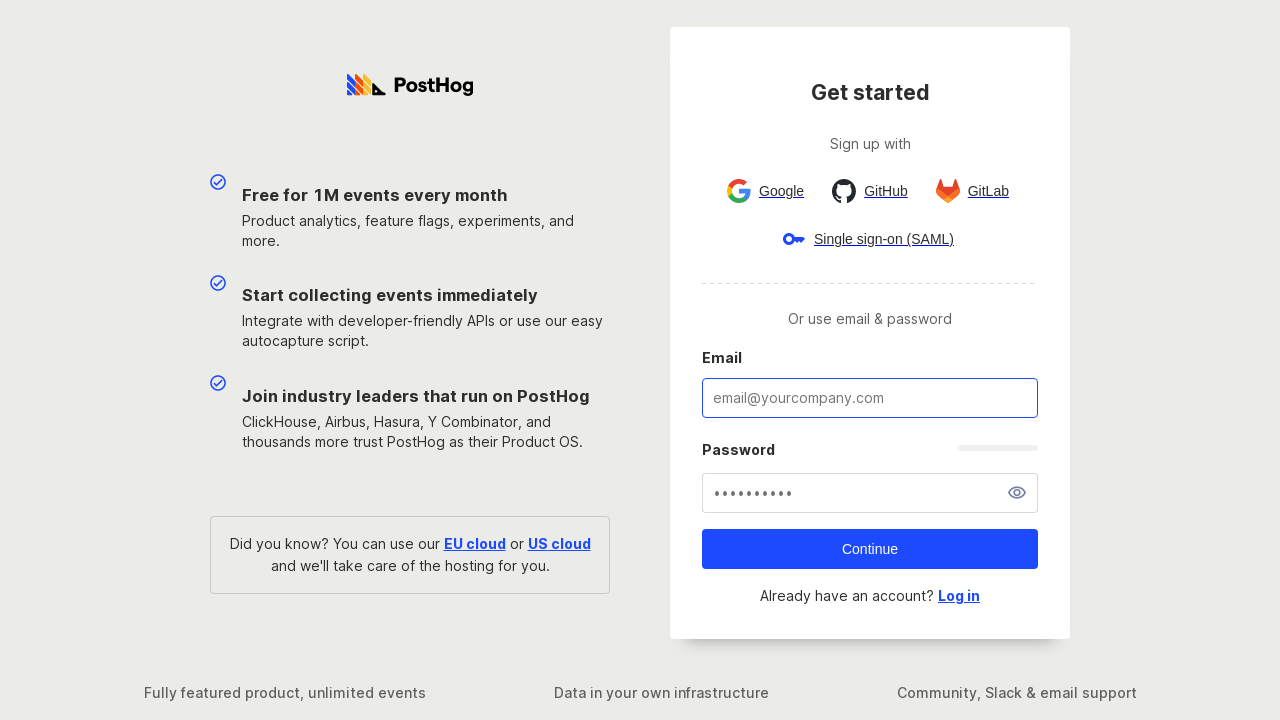 PostHog
Free for 1M events every month
Product analytics, feature flags, experiments, and
more.
Start collecting events immediately
Integrate with developer-friendly APIs or use our easy
autocapture script.
Join industry leaders that run on PostHog
ClickHouse, Airbus, Hasura, Y Combinator, and
thousands more trust PostHog as their Product OS.
Did you know? You can use our EU cloud or US cloud
and we'll take care of the hosting for you.
Get started
Sign up with
Google GitHub GitLab
Single sign-on (SAML)
Or use email & password
Email
email@yourcompany.com
Password
••••••••••
Continue
Already have an account? Log in
Fully featured product, unlimited events
Data in your own infrastructure
Community, Slack & email support